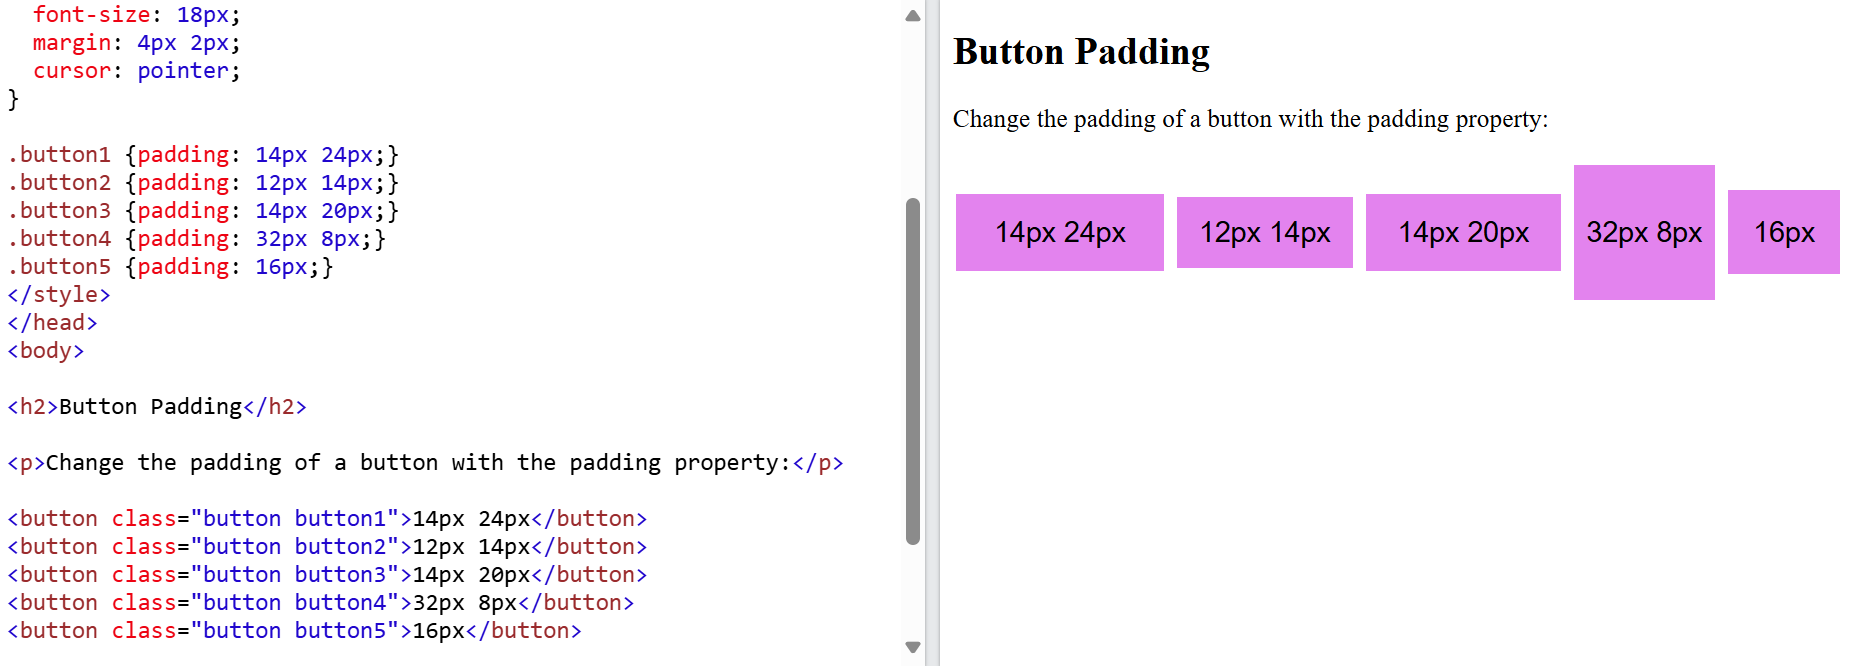 font-size: 18px;
  margin: 4px 2px;
  cursor: pointer;
}

.button1 {padding: 14px 24px;}
.button2 {padding: 12px 14px;}
.button3 {padding: 14px 20px;}
.button4 {padding: 32px 8px;}
.button5 {padding: 16px;}
</style>
</head>
<body>

<h2>Button Padding</h2>

<p>Change the padding of a button with the padding property:</p>

<button class="button button1">14px 24px</button>
<button class="button button2">12px 14px</button>
<button class="button button3">14px 20px</button>
<button class="button button4">32px 8px</button>
<button class="button button5">16px</button>

Button Padding
Change the padding of a button with the padding property:
14px 24px 12px 14px 14px 20px 32px 8px 16px